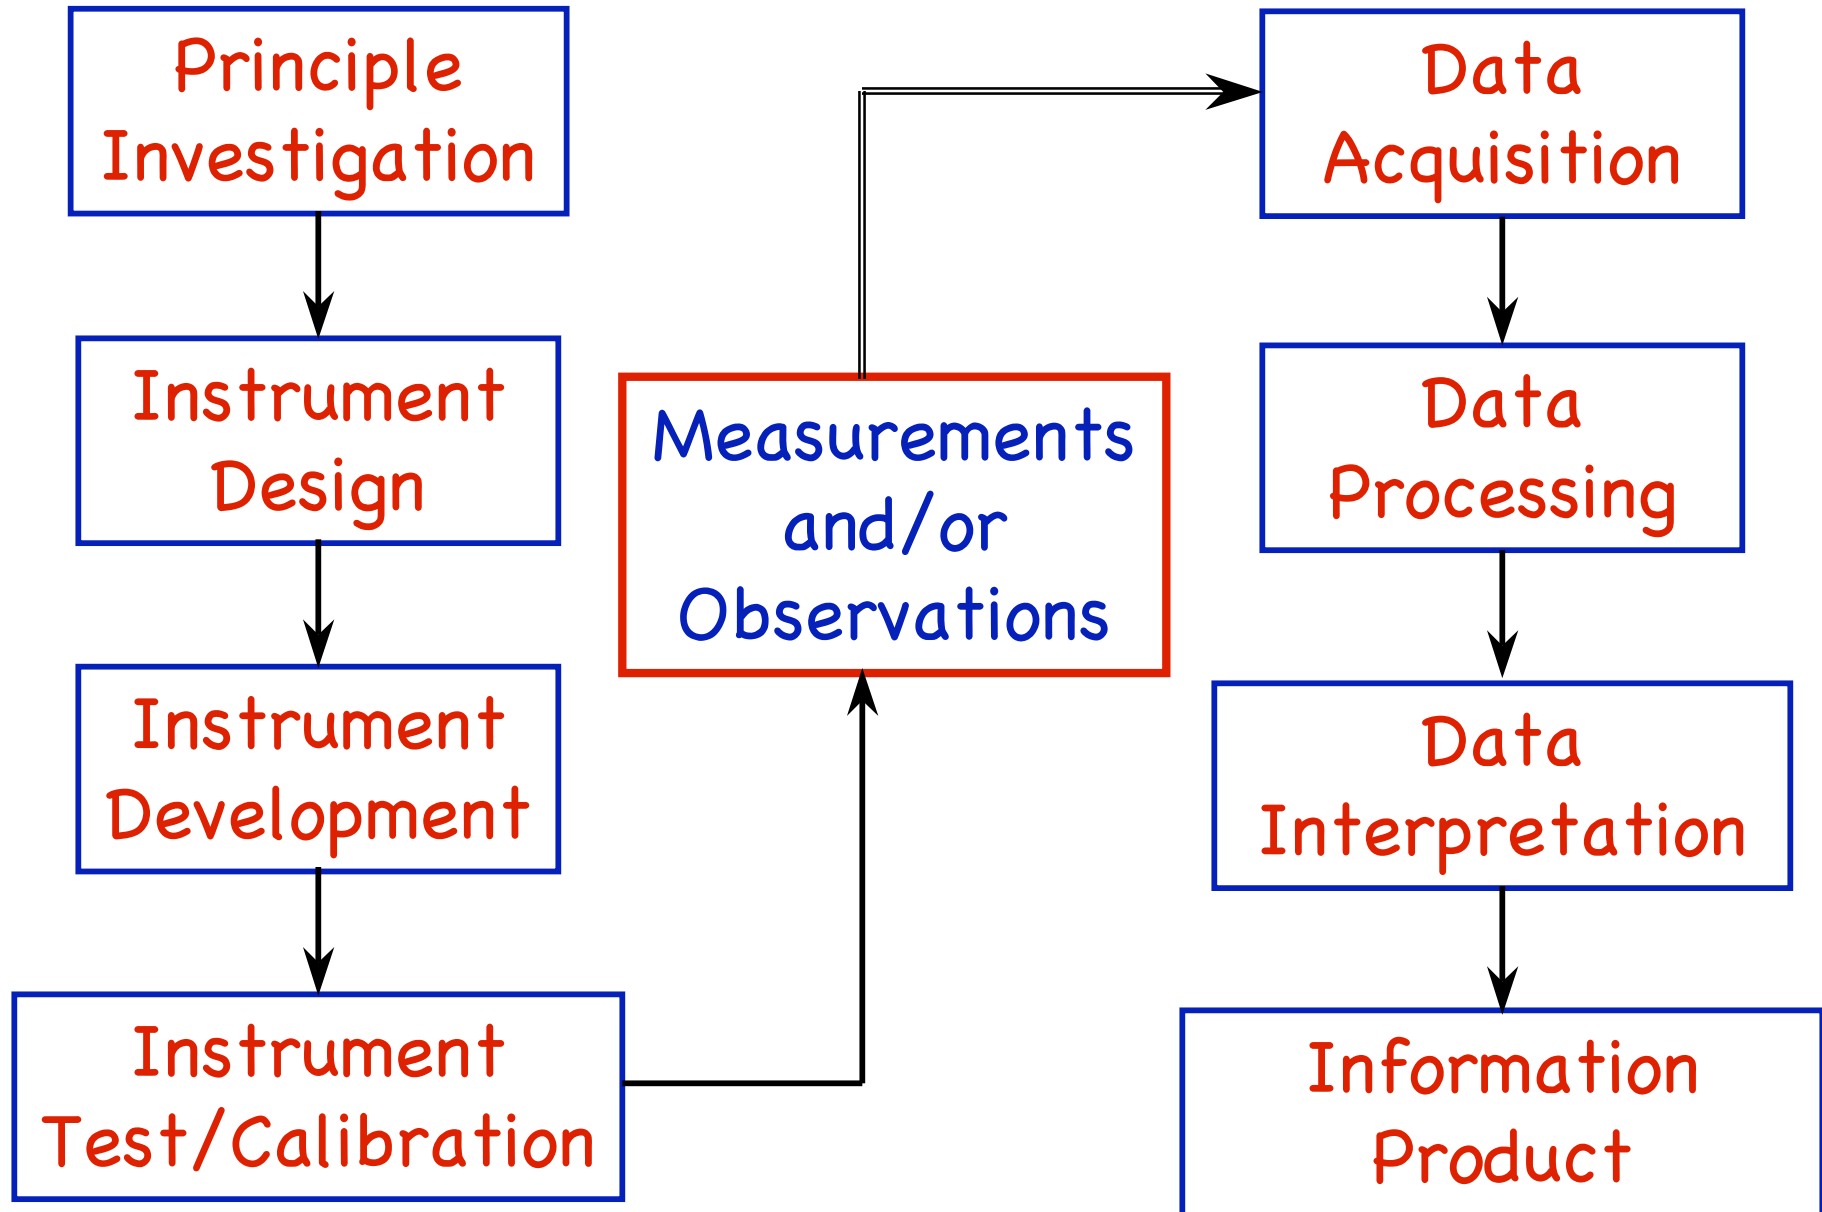 Principle
Investigation
Instrument
Design
Instrument
Development
Instrument
Test/Calibration
Measurements
and/or
Observations
Data
Acquisition
Data
Processing
Data
Interpretation
Information
Product